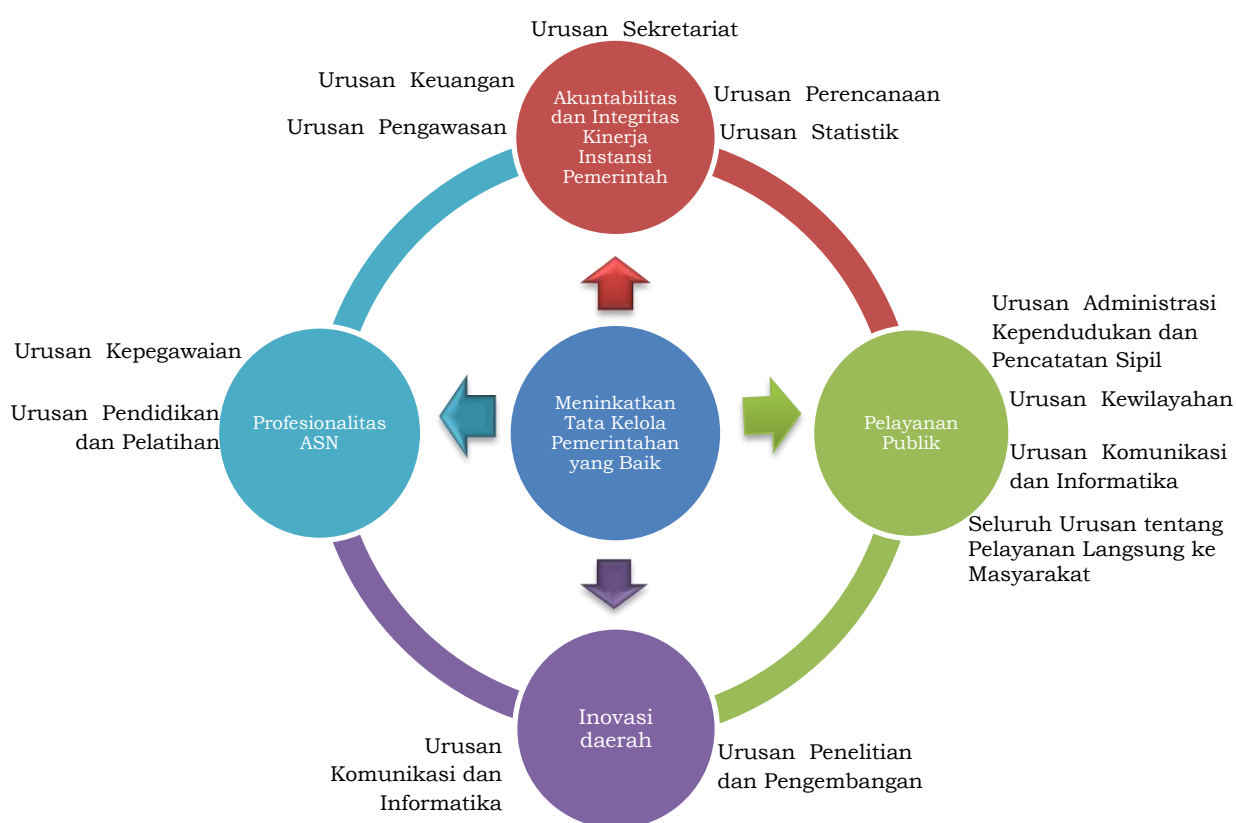 Urusan Sekretariat
Urusan Keuangan
Urusan Pengawasan
Akuntabilitas
dan Integritas
Kinerja
Instansi
Pemerintah
Urusan Perencanaan
Urusan Statistik
Urusan Kepegawaian
Urusan Pendidikan
dan Pelatihan
Profesionalitas
ASN
Meninkatkan
Tata Kelola
Pemerintahan
yang Baik
Pelayanan
Publik
Urusan Administrasi
Kependudukan dan
Pencatatan Sipil
Urusan Kewilayahan
Urusan Komunikasi
dan Informatika
Seluruh Urusan tentang
Pelayanan Langsung ke
Masyarakat
Urusan
Komunikasi dan
Informatika
Inovasi
daerah
Urusan Penelitian
dan Pengembangan